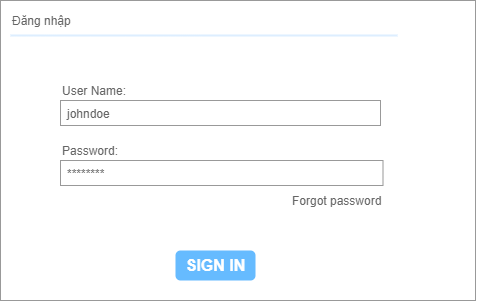 Đăng nhập
User Name:
johndoe
Password:
********
Forgot password
SIGN IN